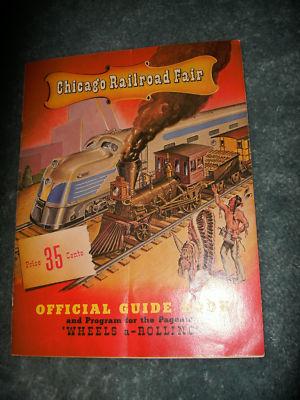 Chicago Railroad Fair
Price 35 Cents
OFFICIAL GUIDE BOOK
and Program for the Pageant
'WHEELS a-ROLLING'